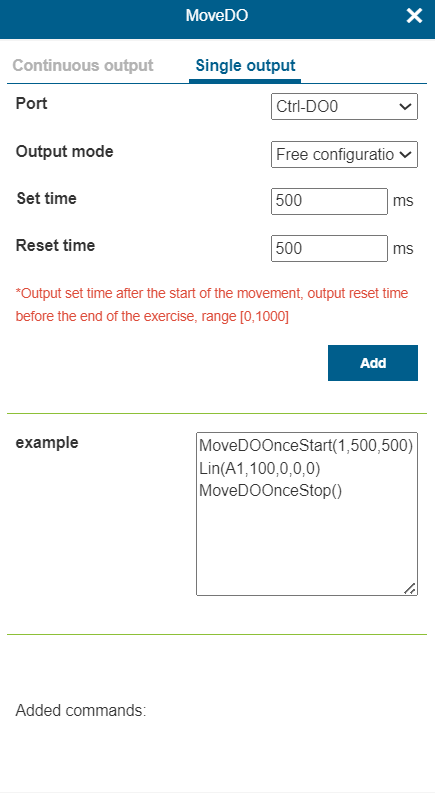 MoveDO
Continuous output
Single output
Port
Ctrl-DO0
Output mode
Free configuratio
Set time
500
ms
Reset time
500
ms
*Output set time after the start of the movement, output reset time
before the end of the exercise, range [0,1000]
Add
example
MoveDOOnceStart(1,500,500)
Lin(A1,100,0,0,0)
MoveDOOnceStop()
Added commands: